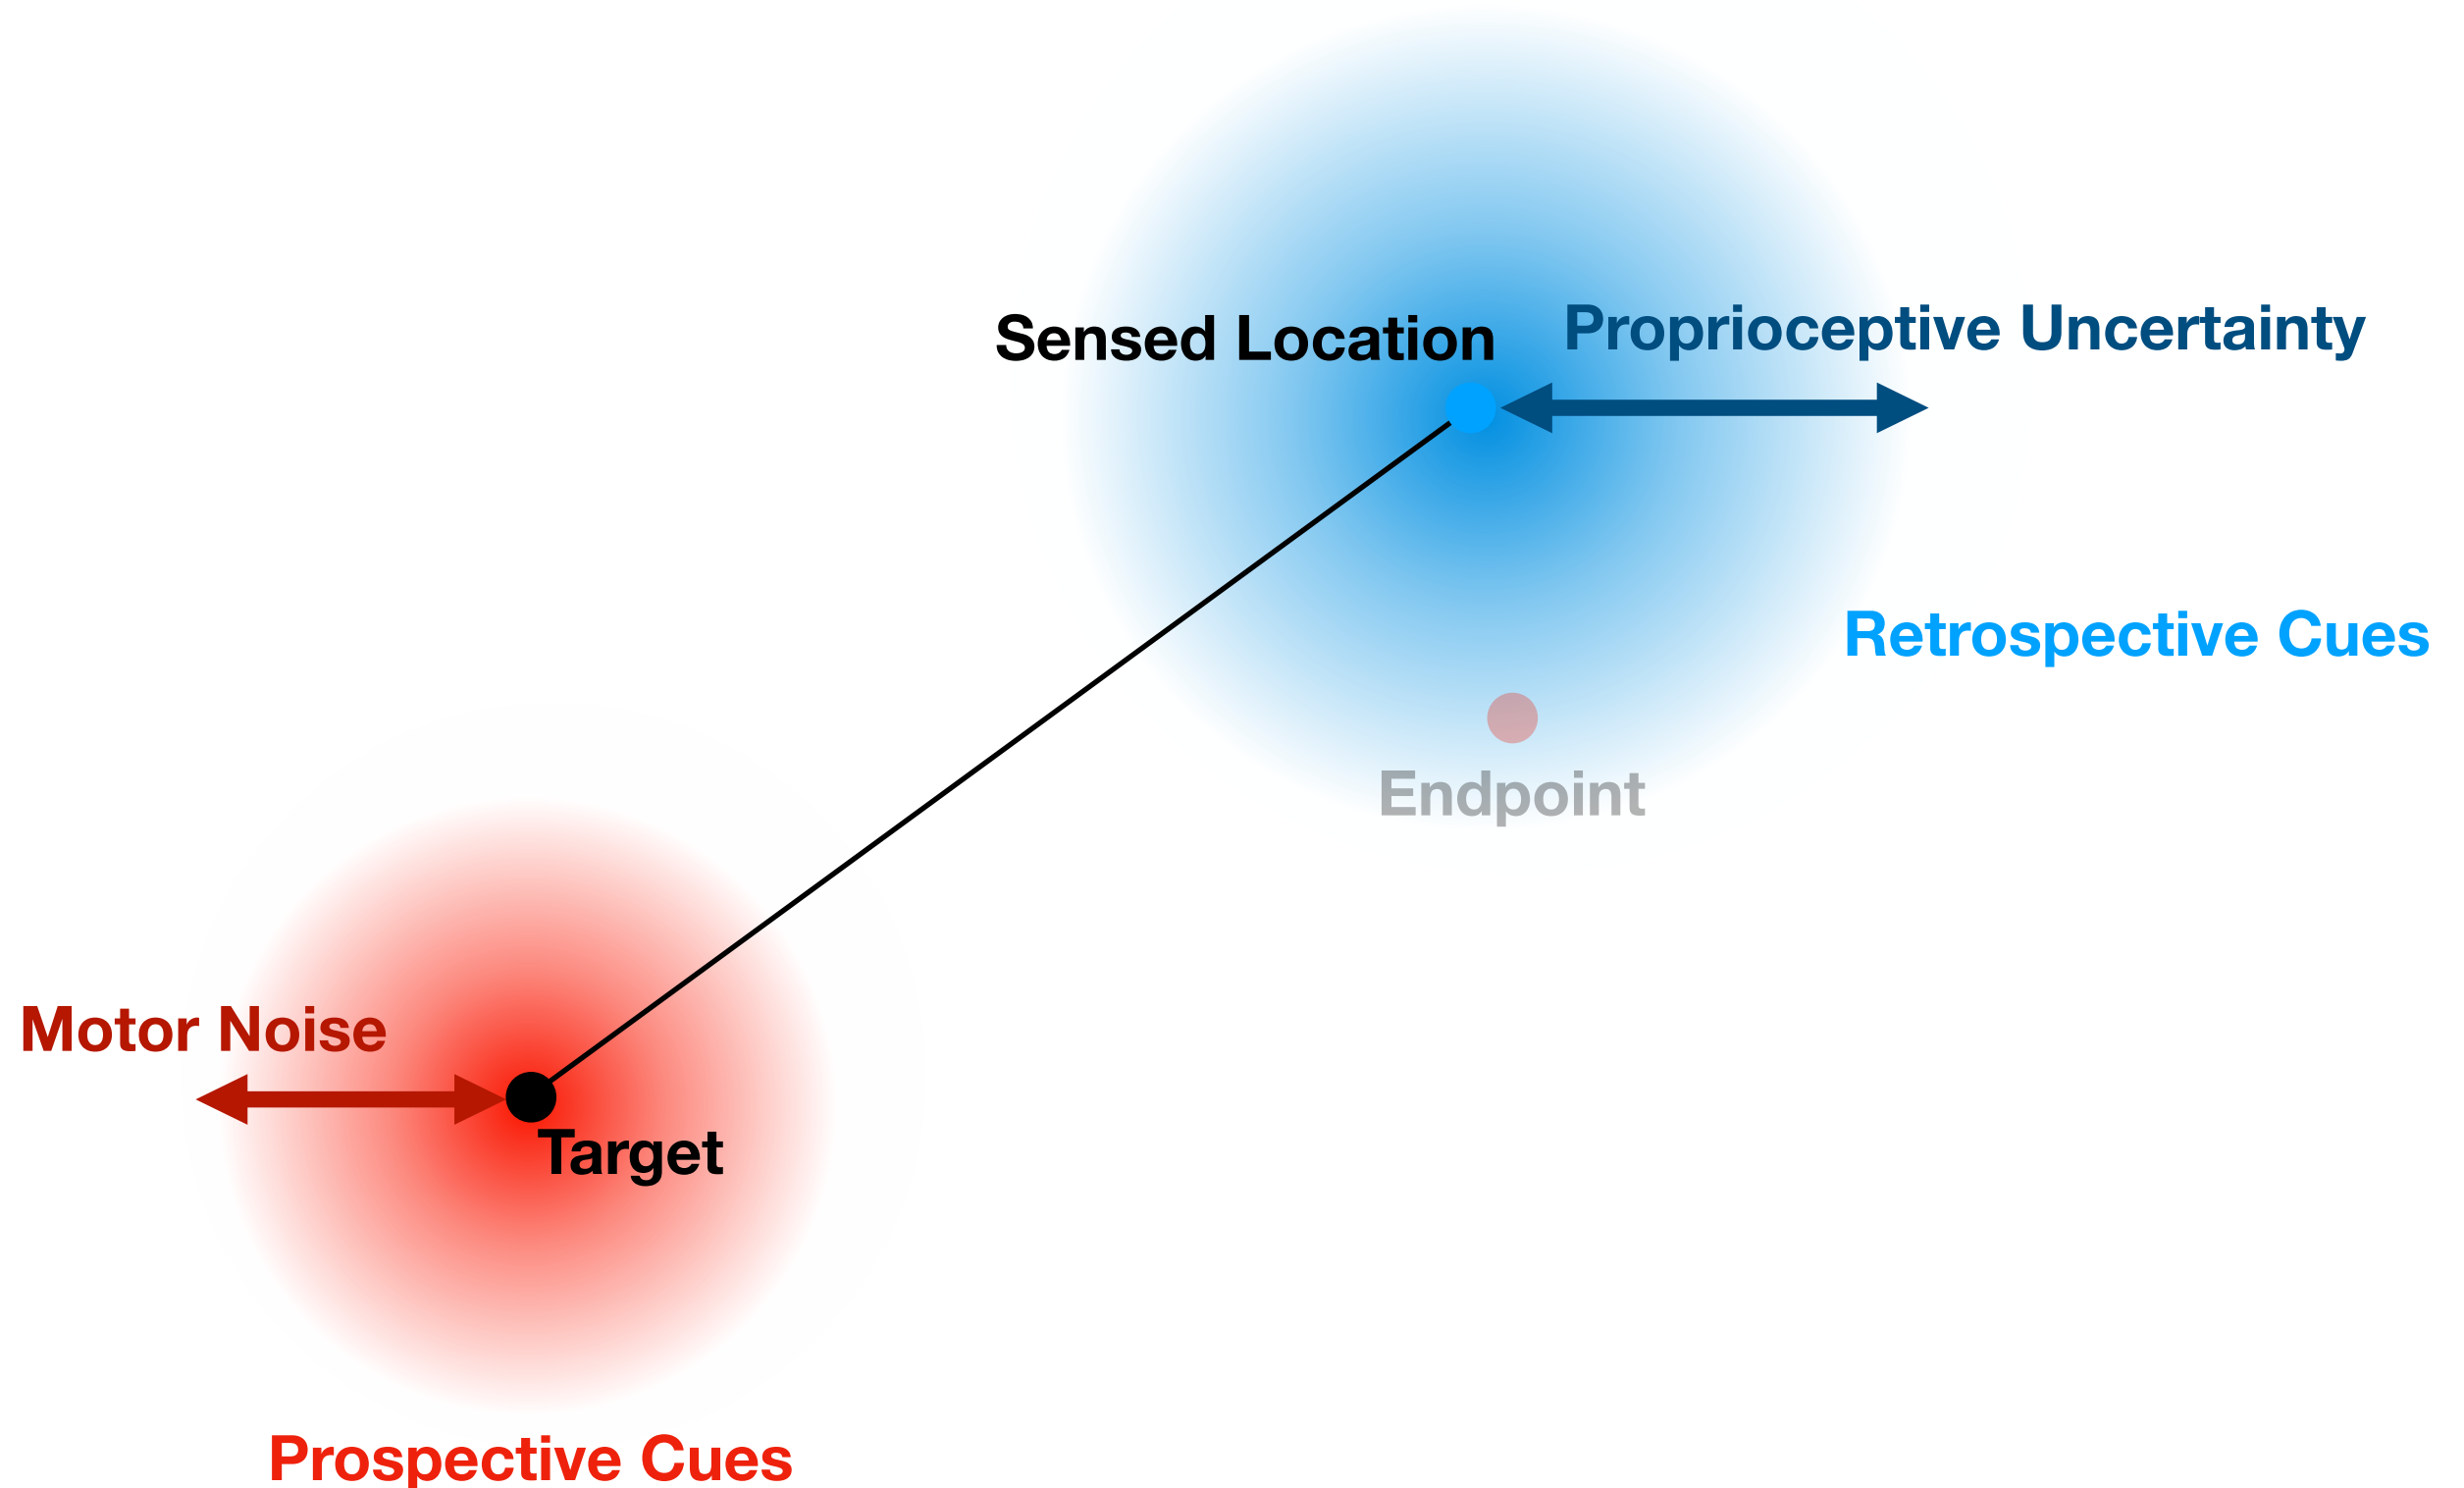 Proprioceptive Uncertainty
Sensed Location
Retrospective Cues
Endpoint
Motor Noise
Target
Prospective Cues